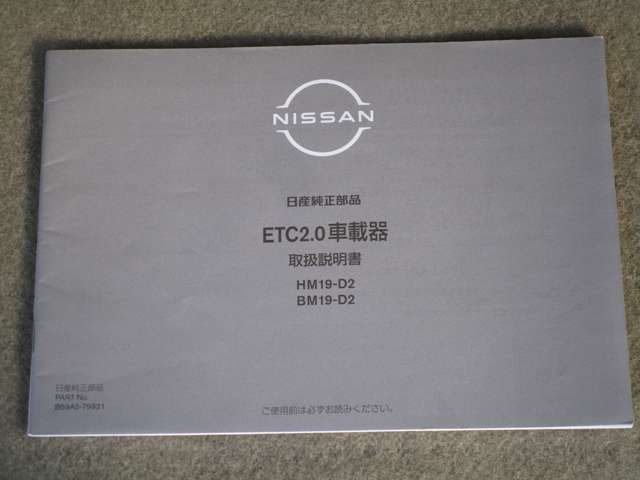 NISSAN
日産純正部品
ETC2.0車載器
取扱説明書
HM19-D2
BM19-D2
日産純正部品
PART No.
ご使用前は必ずお読みください。